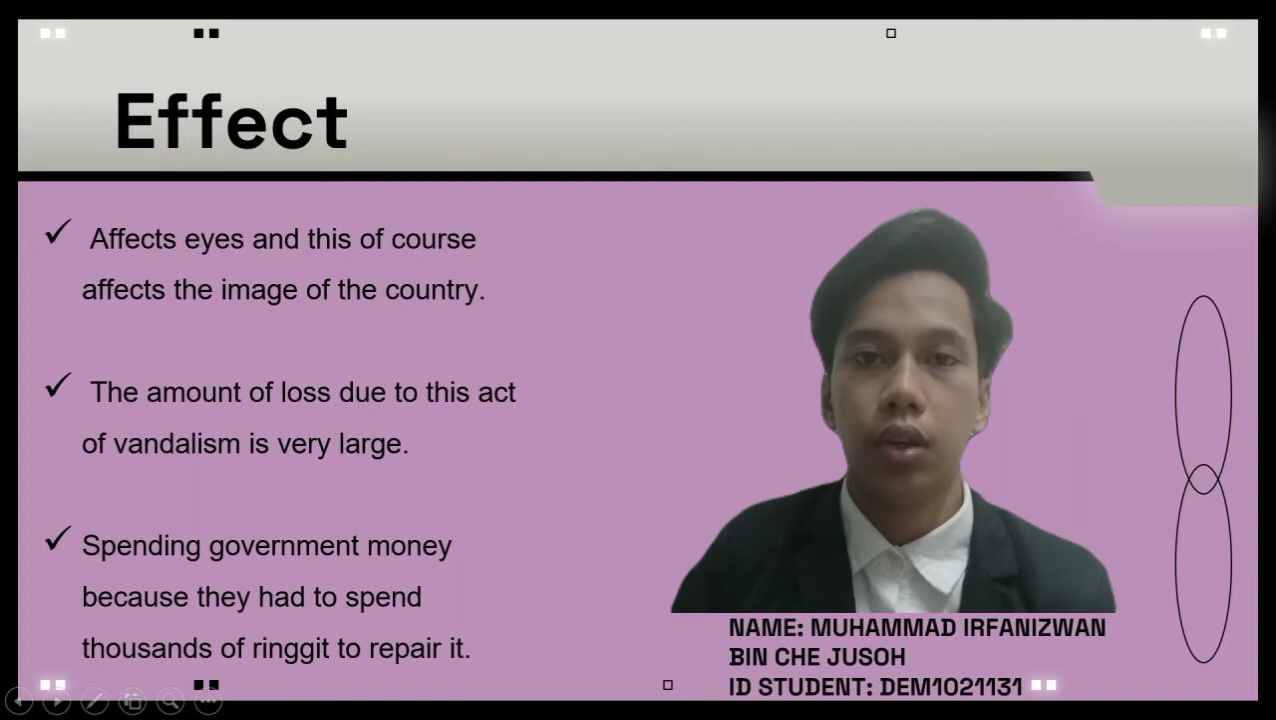 Effect
✓ Affects eyes and this of course
affects the image of the country.
✓ The amount of loss due to this act
of vandalism is very large.
✓ Spending government money
because they had to spend
thousands of ringgit to repair it.
NAME: MUHAMMAD IRFANIZWAN
BIN CHE JUSOH
ID STUDENT: DEM1021131